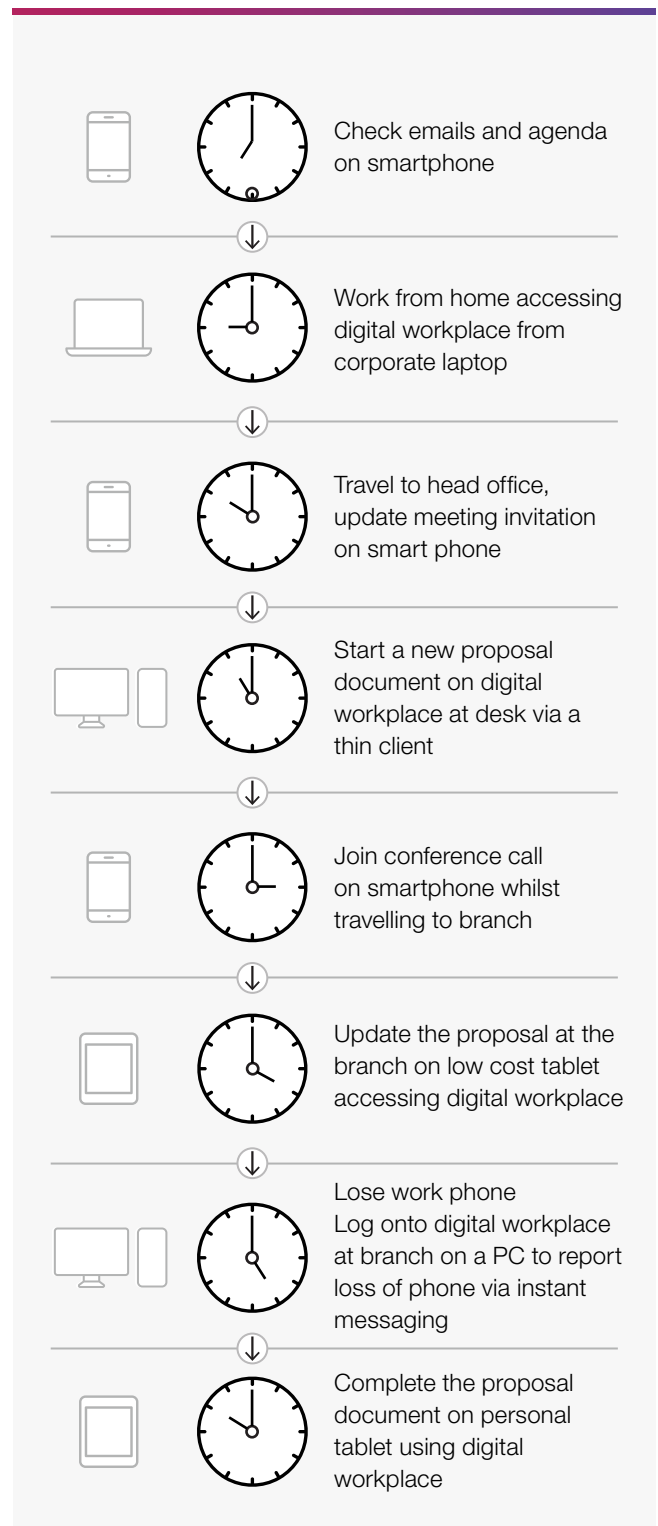 Check emails and agenda
on smartphone
Work from home accessing
digital workplace from
corporate laptop
Travel to head office,
update meeting invitation
on smart phone
Start a new proposal
document on digital
workplace at desk via a
thin client
Join conference call
on smartphone whilst
travelling to branch
Update the proposal at the
branch on low cost tablet
accessing digital workplace
Lose work phone
Log onto digital workplace
at branch on a PC to report
loss of phone via instant
messaging
Complete the proposal
document on personal
tablet using digital
workplace